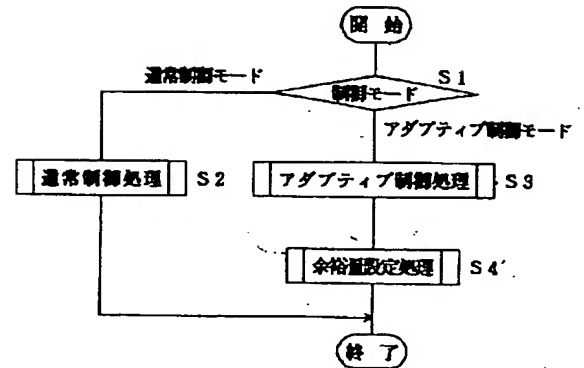 開 始
通常制御モード
S1
制御モード
アダプティブ制御モード
通常制御処理
S2
アダプティブ制御処理
S3
余裕量設定処理
S4'
終 了